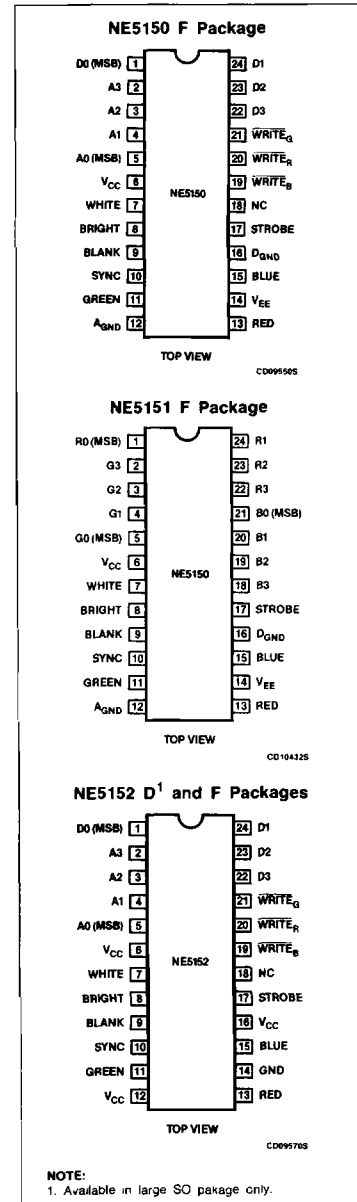 NE5150 F Package
D0 (MSB) 1 24 D1
A3 2 23 D2
A2 3 22 D3
A1 4 21 WRITEG
A0 (MSB) 5 20 WRITER
VCC 6 19 WRITEB
WHITE 7 NE5150 18 NC
BRIGHT 8 17 STROBE
BLANK 9 16 DGND
SYNC 10 15 BLUE
GREEN 11 14 VEE
AGND 12 13 RED
TOP VIEW
CD09550S
NE5151 F Package
R0 (MSB) 1 24 R1
G3 2 23 R2
G2 3 22 R3
G1 4 21 B0 (MSB)
G0 (MSB) 5 20 B1
VCC 6 NE5150 19 B2
WHITE 7 18 B3
BRIGHT 8 17 STROBE
BLANK 9 16 DGND
SYNC 10 15 BLUE
GREEN 11 14 VEE
AGND 12 13 RED
TOP VIEW
CD10432S
NE5152 D1 and F Packages
D0 (MSB) 1 24 D1
A3 2 23 D2
A2 3 22 D3
A1 4 21 WRITEG
A0 (MSB) 5 20 WRITER
VCC 6 NE5152 19 WRITEB
WHITE 7 18 NC
BRIGHT 8 17 STROBE
BLANK 9 16 VCC
SYNC 10 15 BLUE
GREEN 11 14 GND
VCC 12 13 RED
TOP VIEW
CD09570S
NOTE:
1. Available in large SO pakage only.